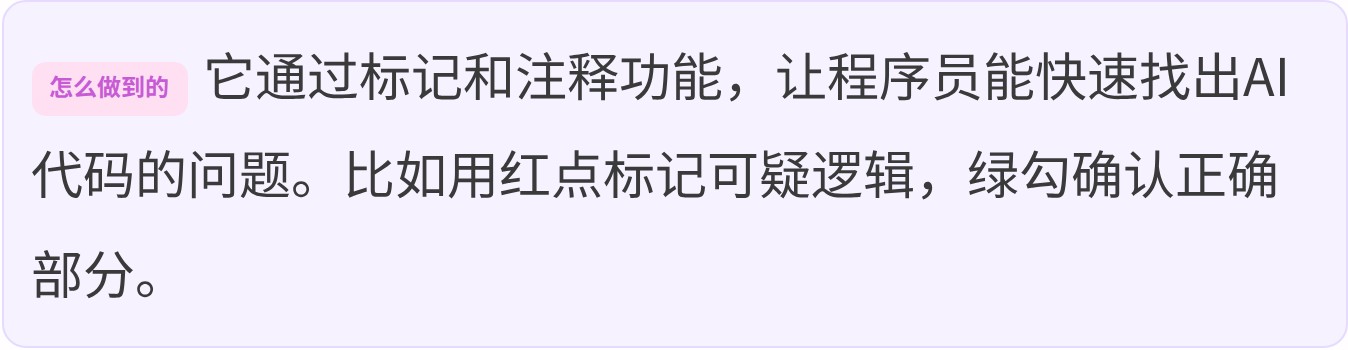 怎么做到的 它通过标记和注释功能，让程序员能快速找出AI
代码的问题。比如用红点标记可疑逻辑，绿勾确认正确
部分。